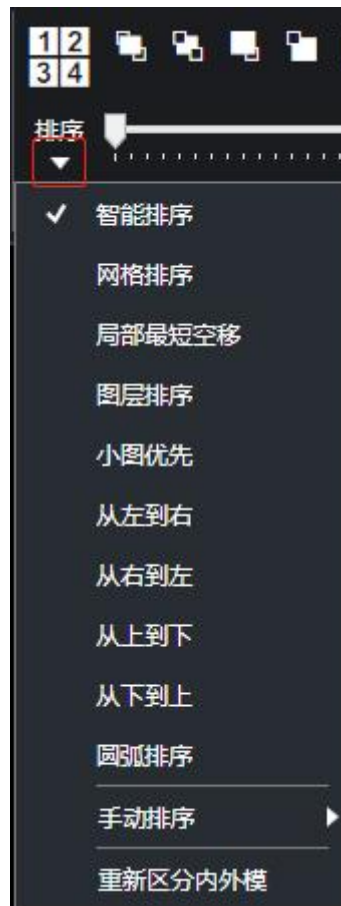 1 2
3 4
排序
智能排序
网格排序
局部最短空移
图层排序
小图优先
从左到右
从右到左
从上到下
从下到上
圆弧排序
手动排序
重新区分内外模